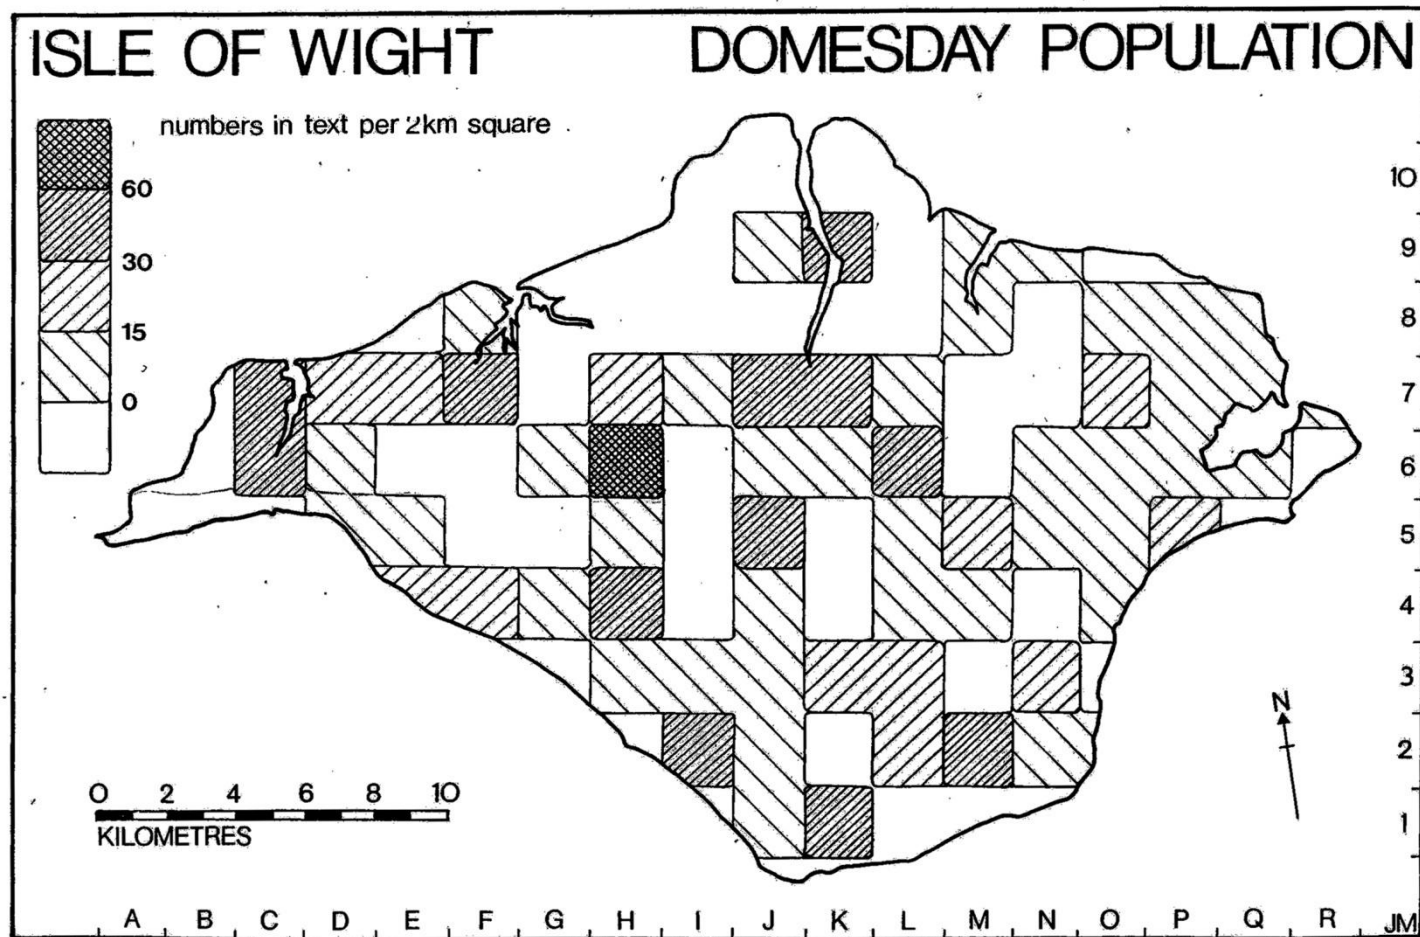 ISLE OF WIGHT DOMESDAY POPULATION
numbers in text per 2km square
60
30
15
0
10
9
8
7
6
5
4
3
2
1
N
0 2 4 6 8 10
KILOMETRES
A B C D E F G H I J K L M N O P Q R JM